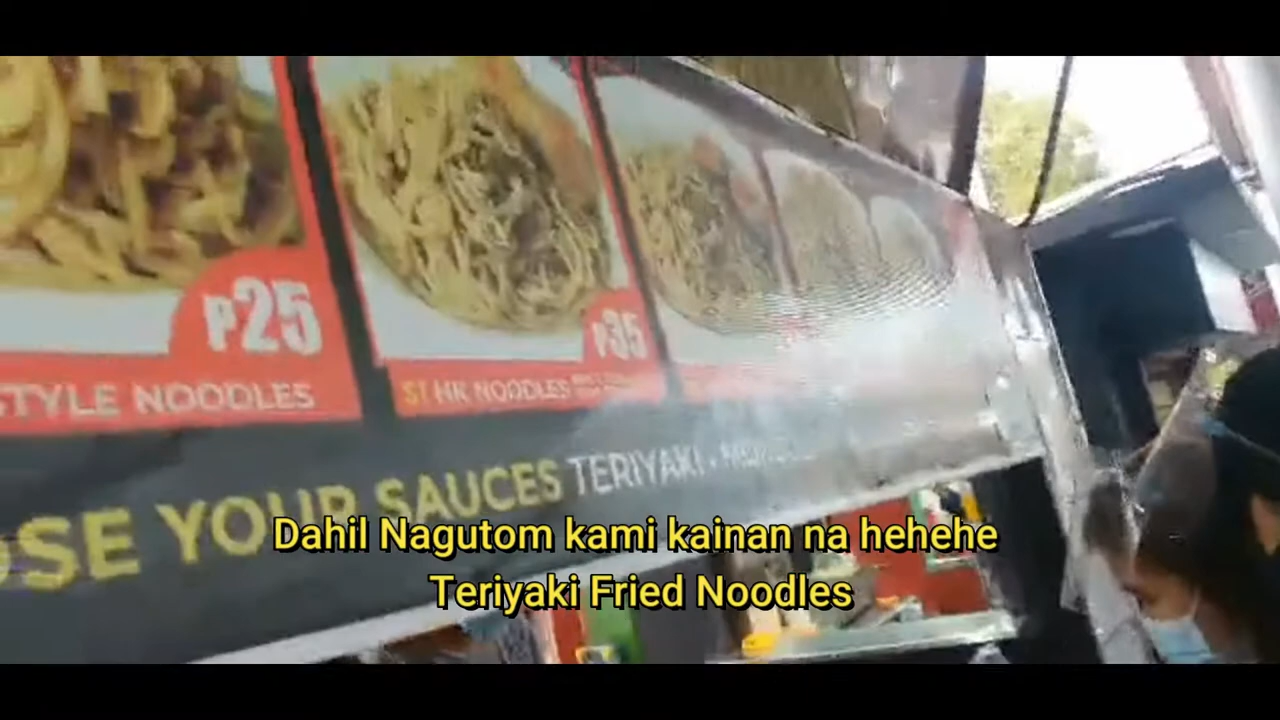 ₱25
STYLE NOODLES
₱35
HK NOODLES
OSE YOUR SAUCES TERIYAKI
Dahil Nagutom kami kainan na hehehe
Teriyaki Fried Noodles